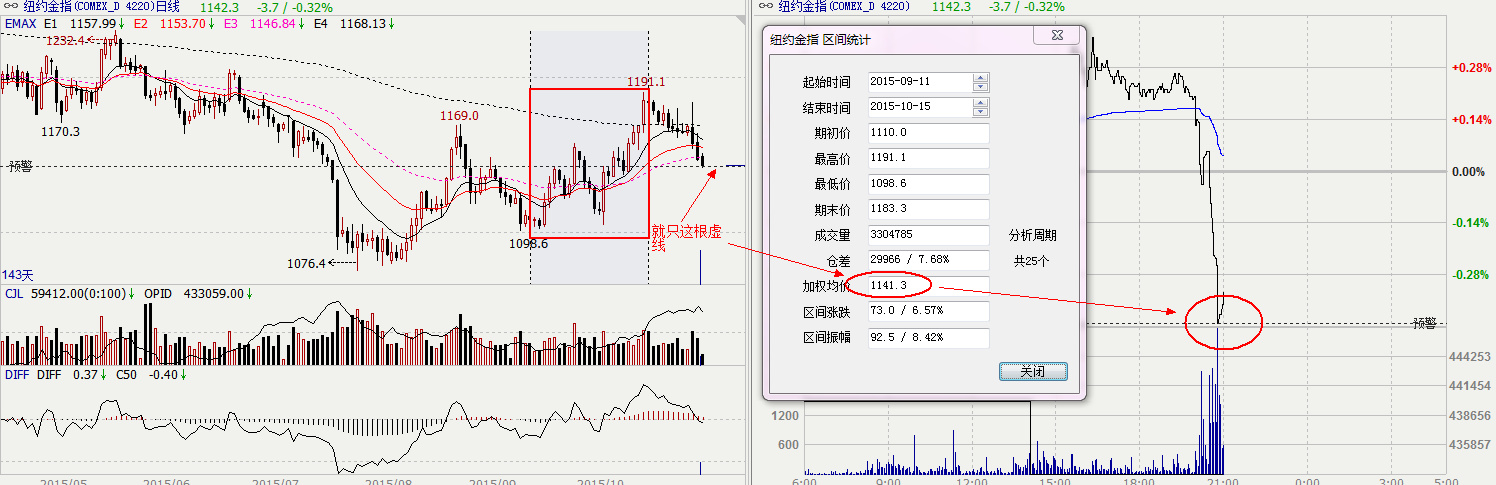 纽约金指(COMEX_D 4220)日线 1142.3 -3.7 / -0.32%
EMAX E1 1157.99↓ E2 1153.70↓ E3 1146.84↓ E4 1168.13↓
1232.4
1170.3
1169.0
1191.1
1098.6
1076.4
预警
就只这根虚
线
143天
CJL 59412.00(0:100)↓ OPID 433059.00↓
DIFF DIFF 0.37↓ C50 -0.40↓
2015/05 2015/06 2015/07 2015/08 2015/09 2015/10
纽约金指(COMEX_D 4220) 1142.3 -3.7 / -0.32%
纽约金指 区间统计
起始时间 2015-09-11
结束时间 2015-10-15
期初价 1110.0
最高价 1191.1
最低价 1098.6
期末价 1183.3
成交量 3304785 分析周期
仓差 29966 / 7.68% 共25个
加权均价 1141.3
区间涨跌 73.0 / 6.57%
区间振幅 92.5 / 8.42%
关闭
+0.28%
+0.14%
0.00%
-0.14%
-0.28%
预警
444253
441454
438656
435857
1200
600
6:00 9:00 12:00 15:00 18:00 21:00 0:00 3:00 5:00